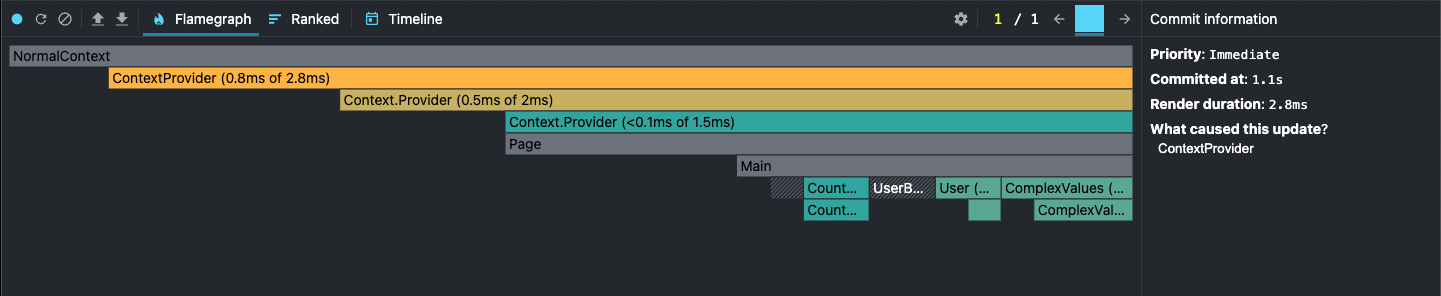 Flamegraph Ranked Timeline 1 / 1 Commit information
NormalContext
ContextProvider (0.8ms of 2.8ms)
Context.Provider (0.5ms of 2ms)
Context.Provider (<0.1ms of 1.5ms)
Page
Main
Count... UserB... User (... ComplexValues (...
Count... ComplexVal...
Priority: Immediate
Committed at: 1.1s
Render duration: 2.8ms
What caused this update?
ContextProvider